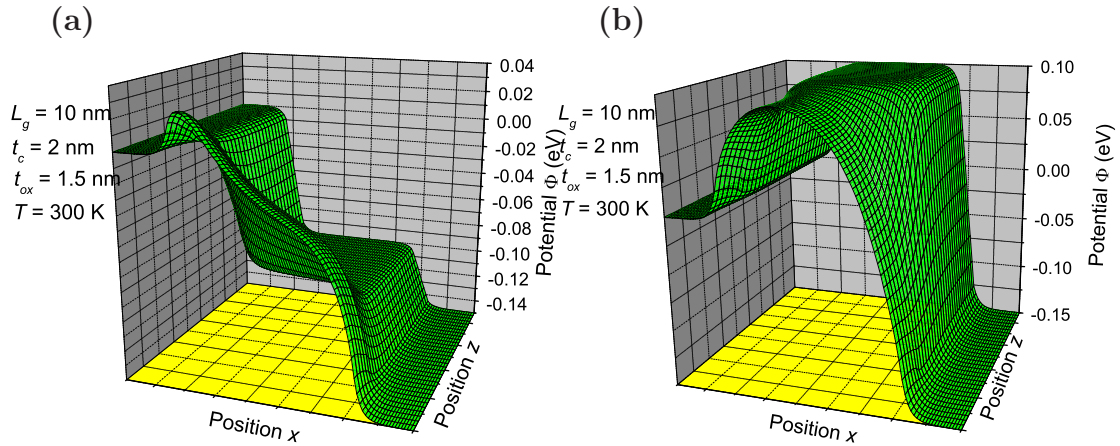 (a)
L_g = 10 nm
t_c = 2 nm
t_ox = 1.5 nm
T = 300 K
0.04
0.02
0.00
-0.02
-0.04
-0.06
-0.08
-0.10
-0.12
-0.14
Potential Φ (eV)
Position z
Position x
(b)
L_g = 10 nm
t_c = 2 nm
t_ox = 1.5 nm
T = 300 K
0.10
0.05
0.00
-0.05
-0.10
-0.15
Potential Φ (eV)
Position z
Position x